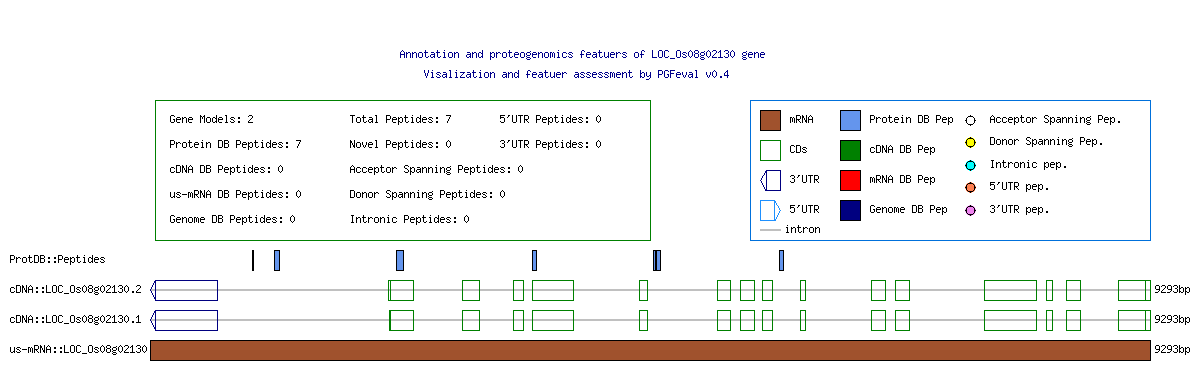 Annotation and proteogenomics featuers of LOC_Os08g02130 gene
Visalization and featuer assessment by PGFeval v0.4
Gene Models: 2 Total Peptides: 7 5'UTR Peptides: 0
Protein DB Peptides: 7 Novel Peptides: 0 3'UTR Peptides: 0
cDNA DB Peptides: 0 Acceptor Spanning Peptides: 0
us-mRNA DB Peptides: 0 Donor Spanning Peptides: 0
Genome DB Peptides: 0 Intronic Peptides: 0
mRNA Protein DB Pep Acceptor Spanning Pep.
CDs cDNA DB Pep Donor Spanning Pep.
3'UTR mRNA DB Pep Intronic pep.
5'UTR Genome DB Pep 5'UTR pep.
intron 3'UTR pep.
ProtDB::Peptides
cDNA::LOC_Os08g02130.2 9293bp
cDNA::LOC_Os08g02130.1 9293bp
us-mRNA::LOC_Os08g02130 9293bp